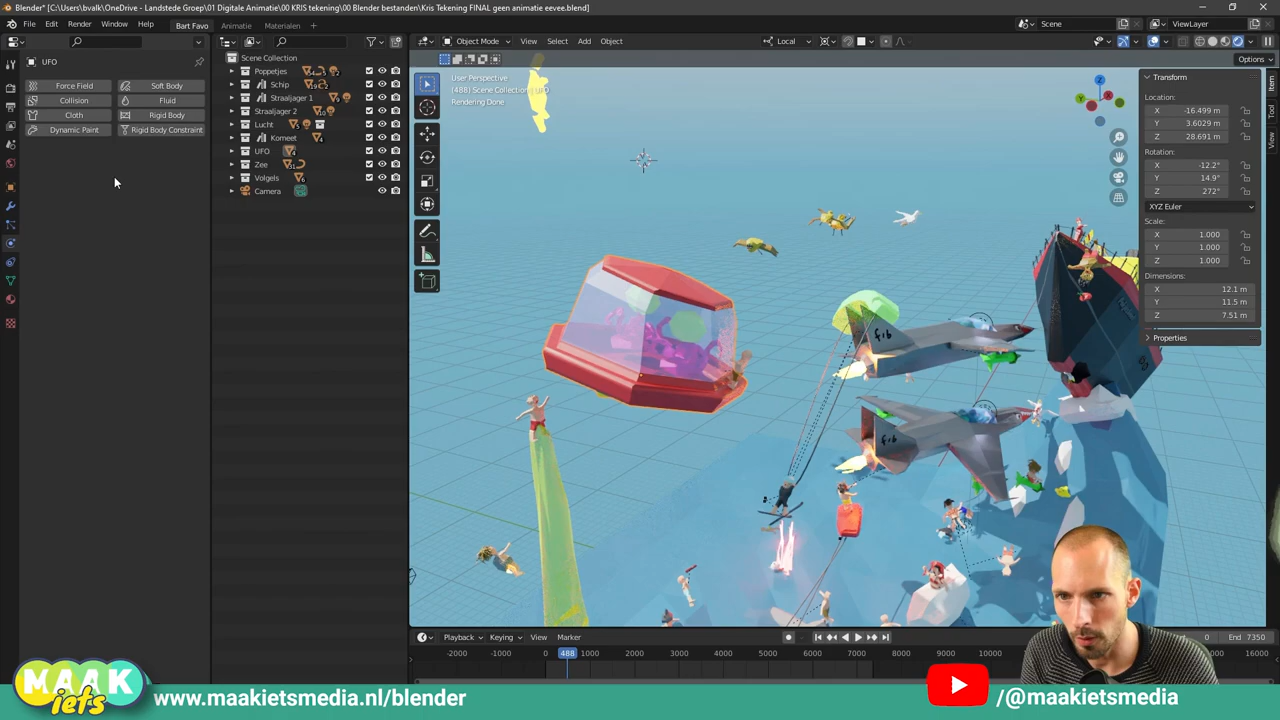 Blender* [C:\Users\bvalk\OneDrive - Landstede Groep\01 Digitale Animatie\00 KRIS tekening\00 Blender bestanden\Kris Tekening FINAL geen animatie eevee.blend]
File Edit Render Window Help Bart Favo Animatie Materialen Scene ViewLayer
Object Mode View Select Add Object Local
Options
UFO
Force Field Soft Body
Collision Fluid
Cloth Rigid Body
Dynamic Paint Rigid Body Constraint
Scene Collection
Poppetjes
Schip
Straaljager 1
Straaljager 2
Lucht
Komeet
UFO
Zee
Volgels
Camera
User Perspective
(488) Scene Collection | UFO
Rendering Done
Transform
Location:
X -16.499 m
Y 3.6029 m
Z 28.691 m
Rotation:
X -12.2°
Y 14.9°
Z 272°
XYZ Euler
Scale:
X 1.000
Y 1.000
Z 1.000
Dimensions:
X 12.1 m
Y 11.5 m
Z 7.51 m
Properties
Item
Tool
View
f16
f16
Playback Keying View Marker 0 End 7350
-2000 -1000 0 488 1000 2000 3000 4000 5000 6000 7000 8000 9000 10000 16000
MAAK
iets
www.maakietsmedia.nl/blender
/@maakietsmedia